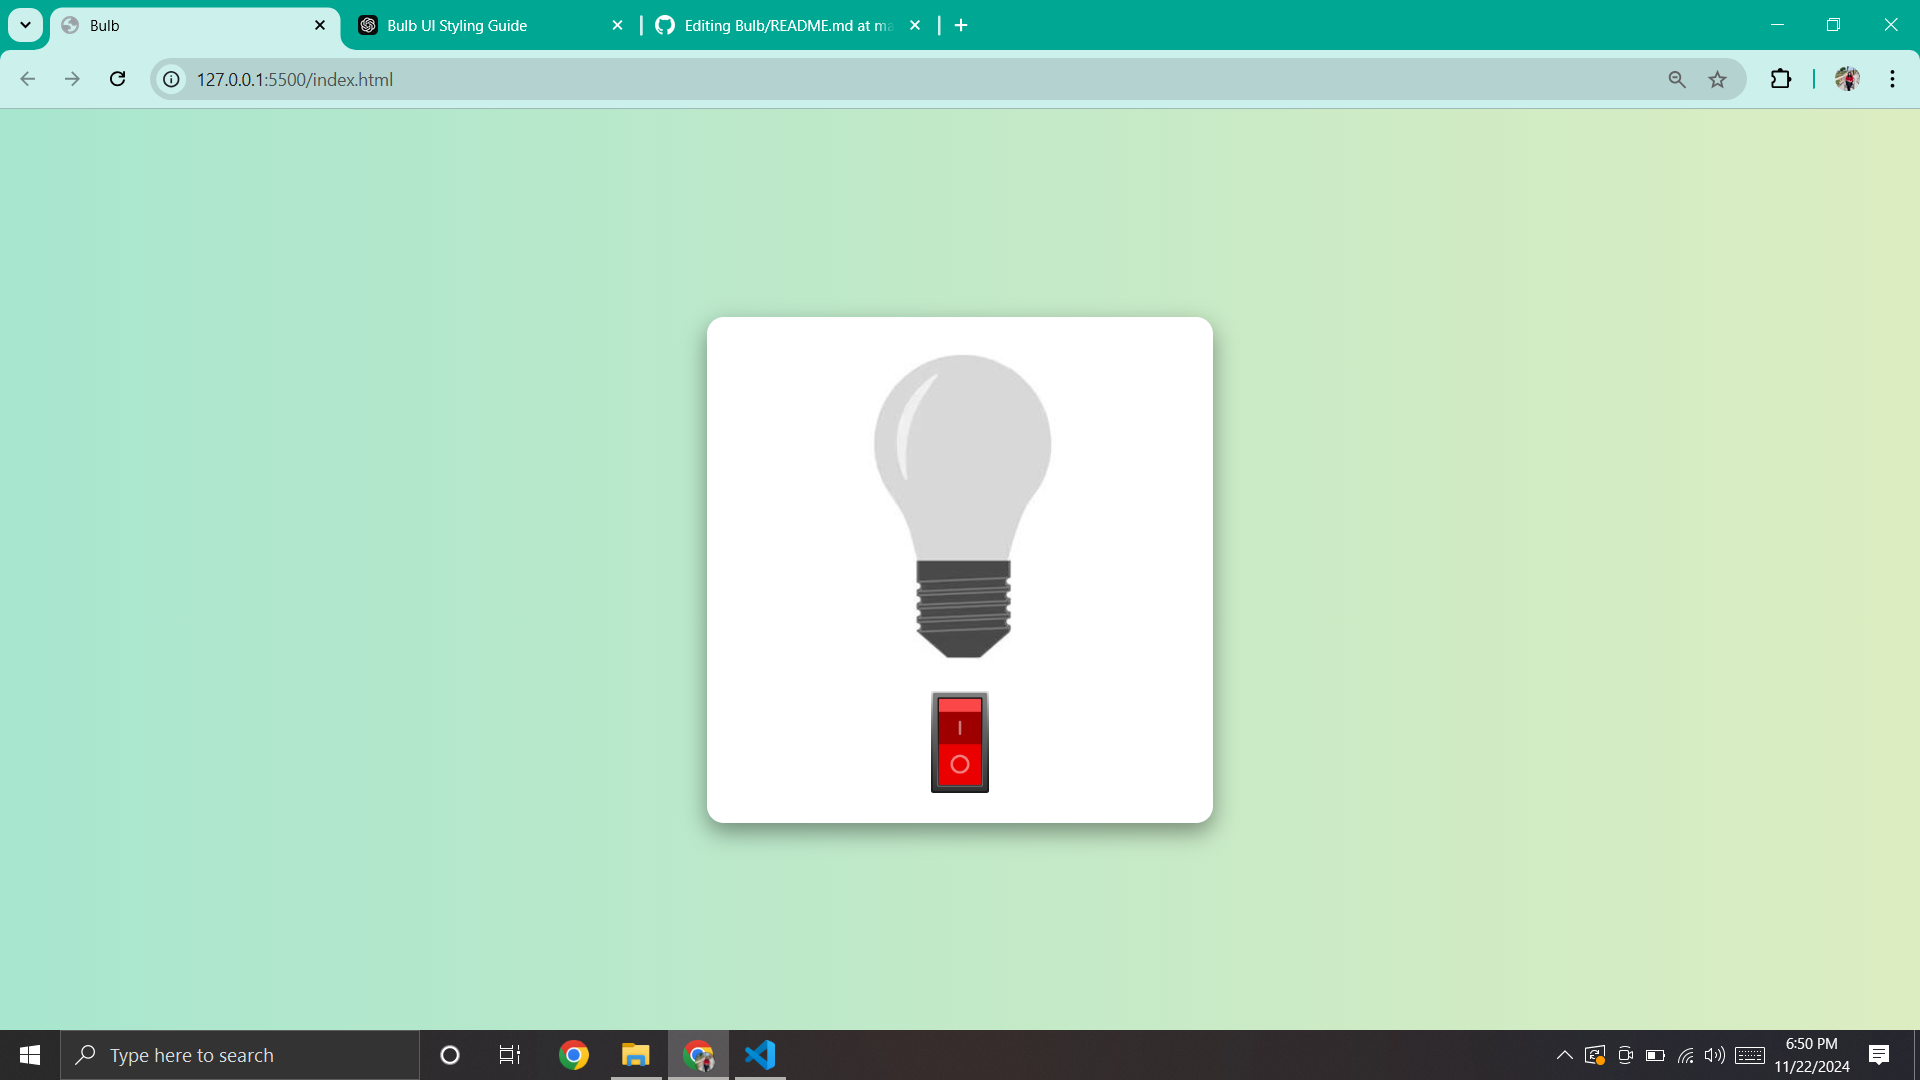 Bulb
Bulb UI Styling Guide
Editing Bulb/README.md at ma
127.0.0.1:5500/index.html
Type here to search
6:50 PM
11/22/2024